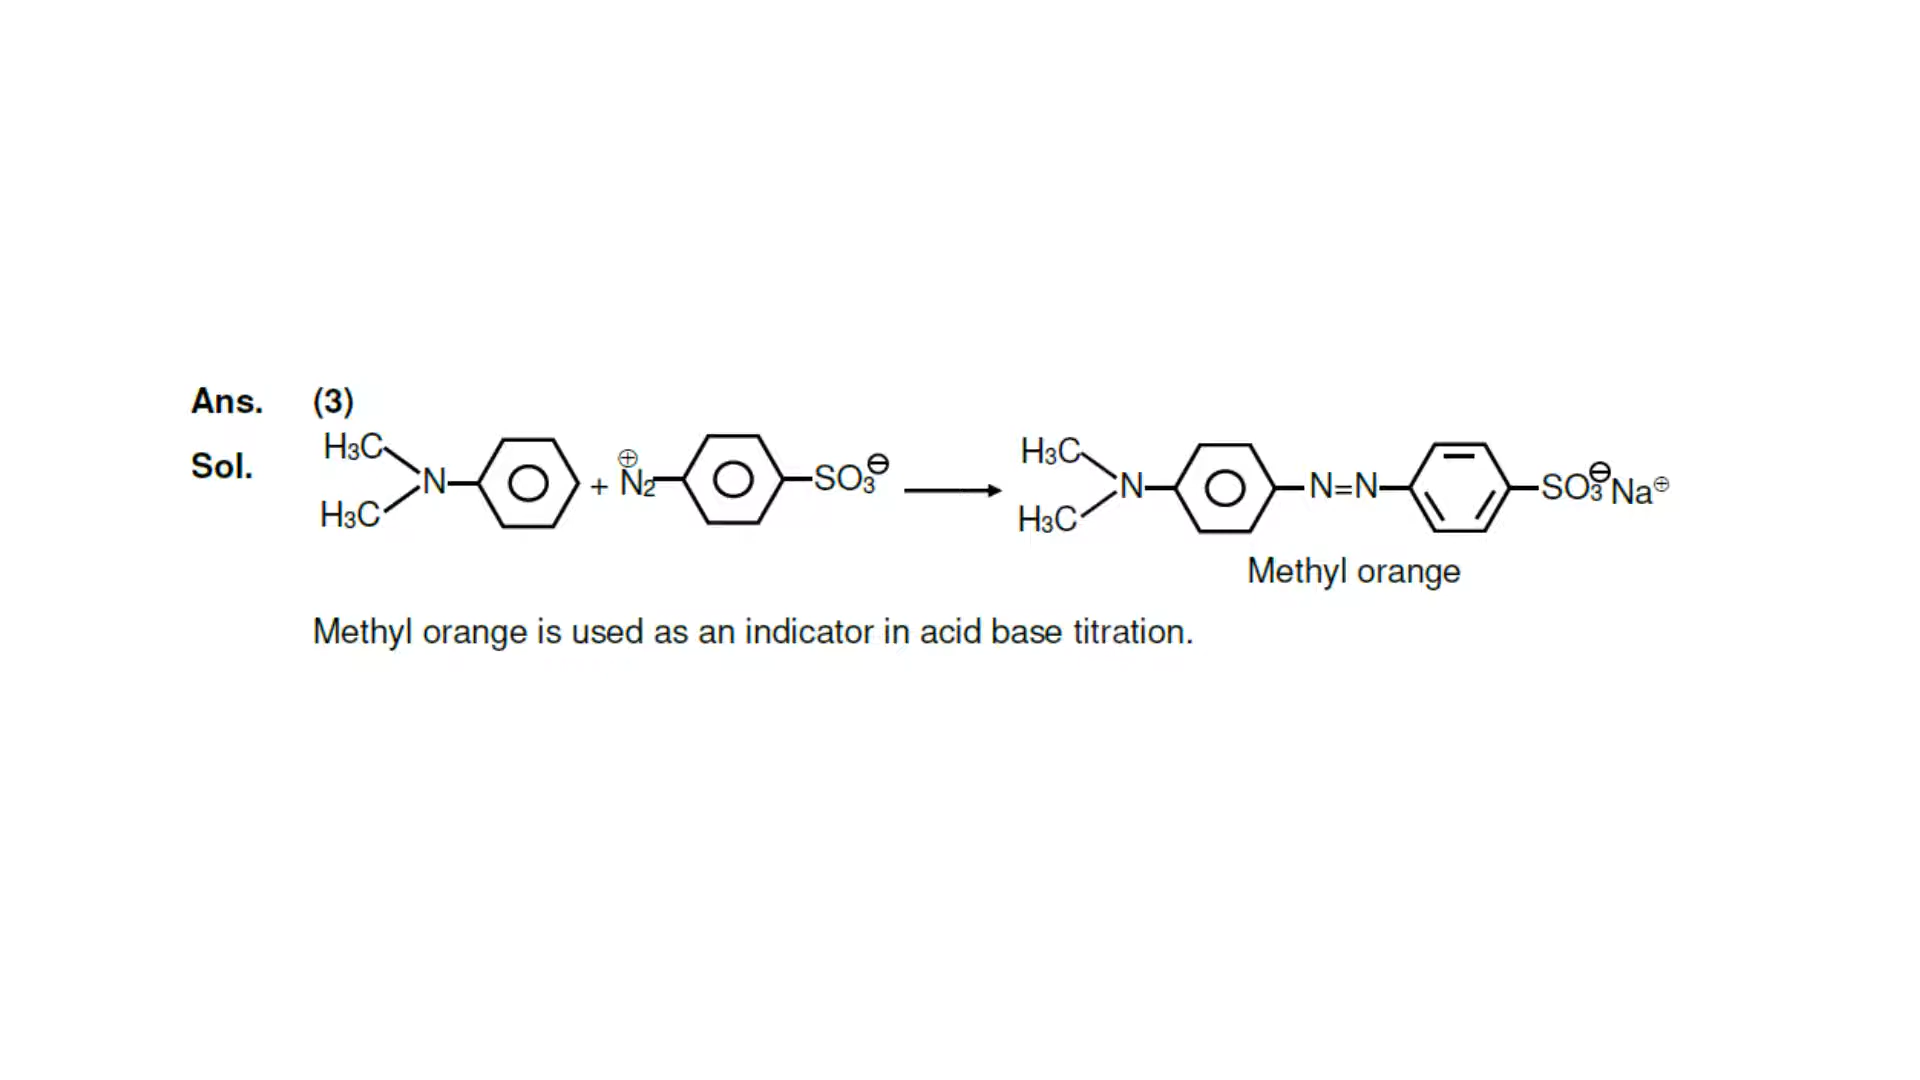 Ans. (3)
Sol. H₃C H₃C N + N₂⊕ SO₃⊖ H₃C H₃C N N=N SO₃⊖Na⊕
Methyl orange
Methyl orange is used as an indicator in acid base titration.